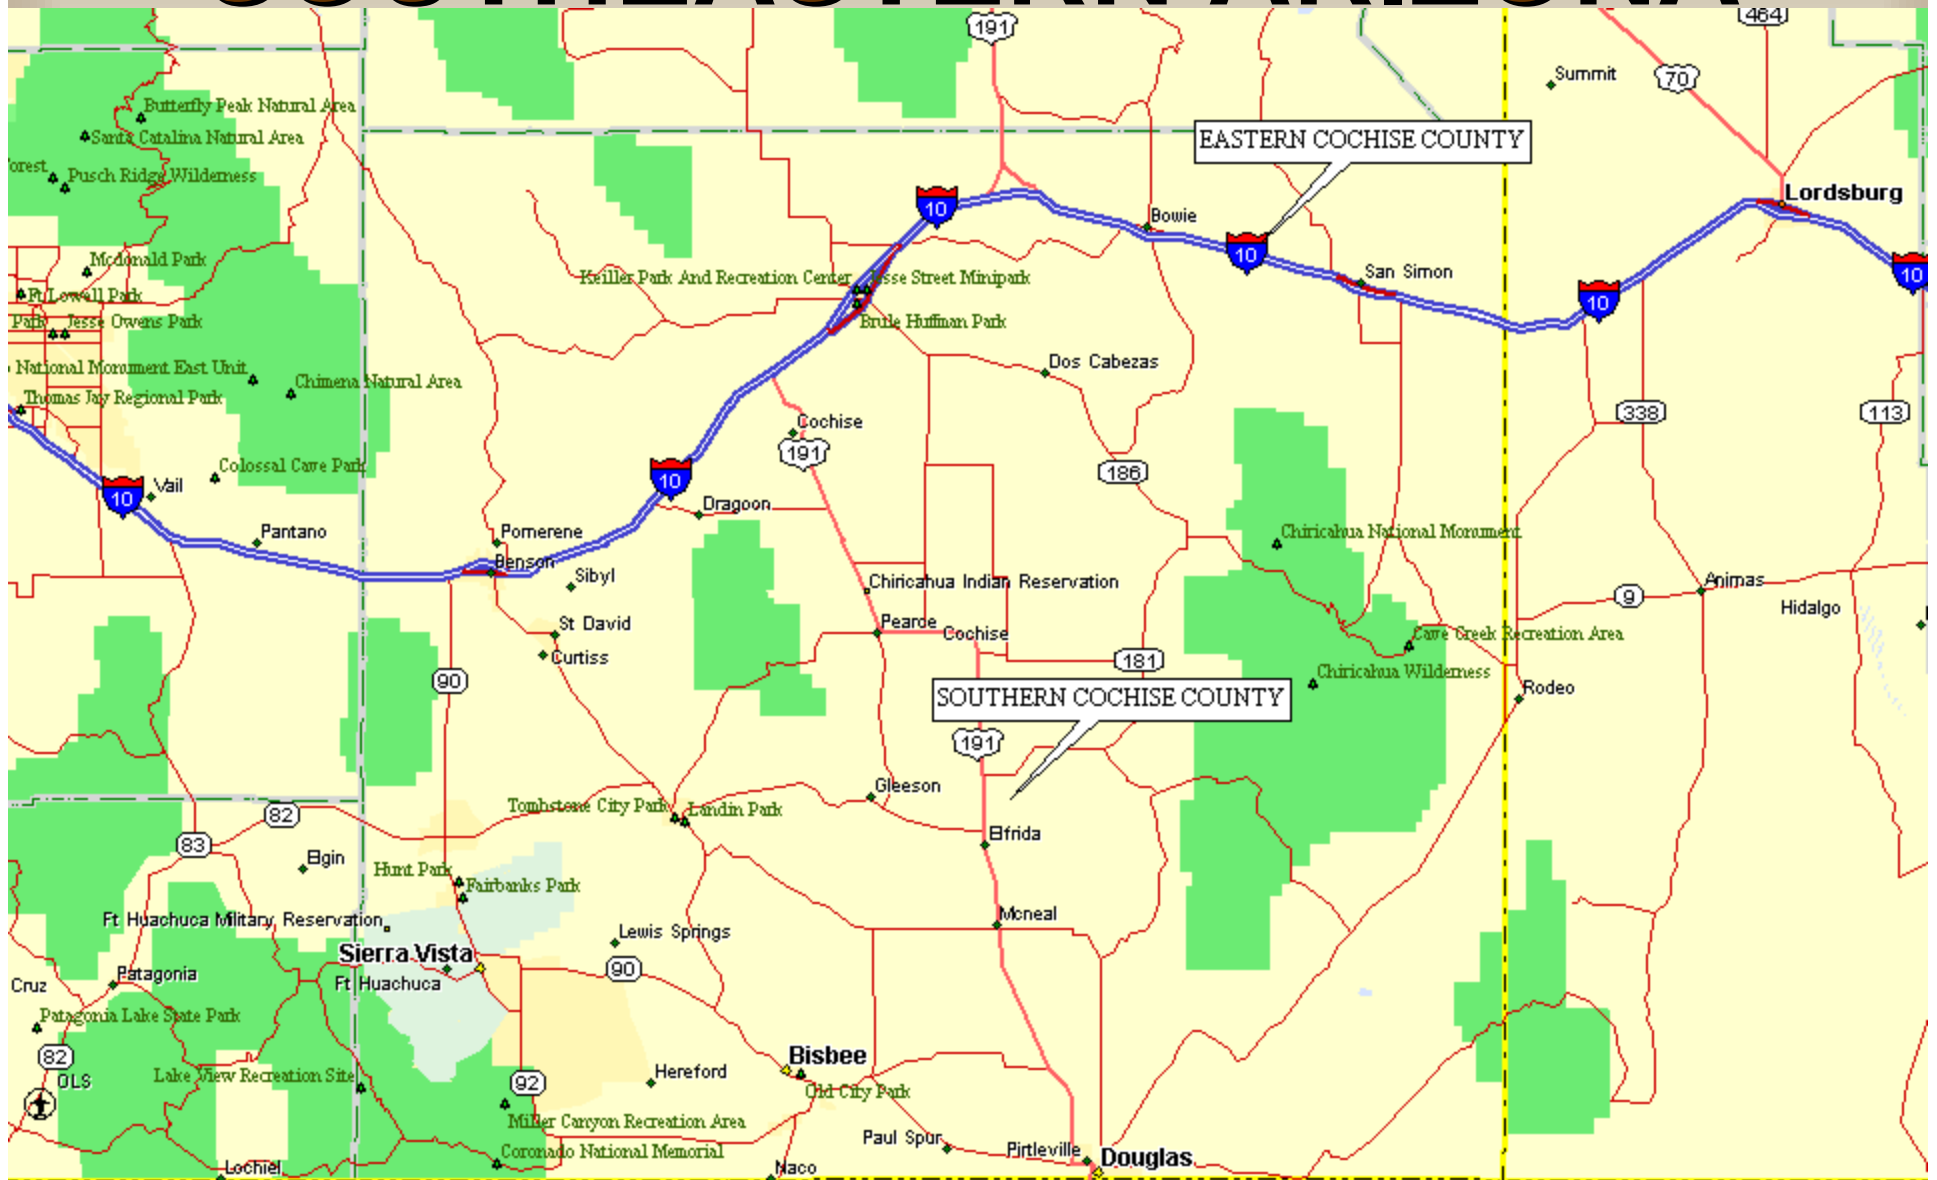 SOUTHEASTERN ARIZONA
191
464
Summit
70
Butterfly Peak Natural Area
Santa Catalina Natural Area
EASTERN COCHISE COUNTY
orest
Pusch Ridge Wilderness
Lordsburg
10
Bowie
10
Mcdonald Park
Keiller Park And Recreation Center
esse Street Minipark
San Simon
10
10
Ft Lowell Park
Park
Jesse Owens Park
Brule Huffman Park
National Monument East Unit
Chimena Natural Area
Dos Cabezas
Thomas Jay Regional Park
338
113
Cochise
191
Colossal Cave Park
186
10
Vail
10
Dragoon
Pantano
Pomerene
Chiricahua National Monument
Benson
Sibyl
Chiricahua Indian Reservation
Animas
9
Hidalgo
St David
Pearce
Cochise
Cave Creek Recreation Area
Curtiss
181
Chiricahua Wilderness
90
Rodeo
SOUTHERN COCHISE COUNTY
191
Gleeson
Tombstone City Park
Landin Park
82
83
Elfrida
Elgin
Hunt Park
Fairbanks Park
Ft Huachuca Military Reservation
Mcneal
Lewis Springs
Sierra Vista
90
Patagonia
Ft Huachuca
Cruz
Patagonia Lake State Park
82
OLS
Bisbee
Lake View Recreation Site
92
Hereford
Old City Park
Miller Canyon Recreation Area
Paul Spur
Pirtleville
Coronado National Memorial
Douglas
Lochiel
Naco